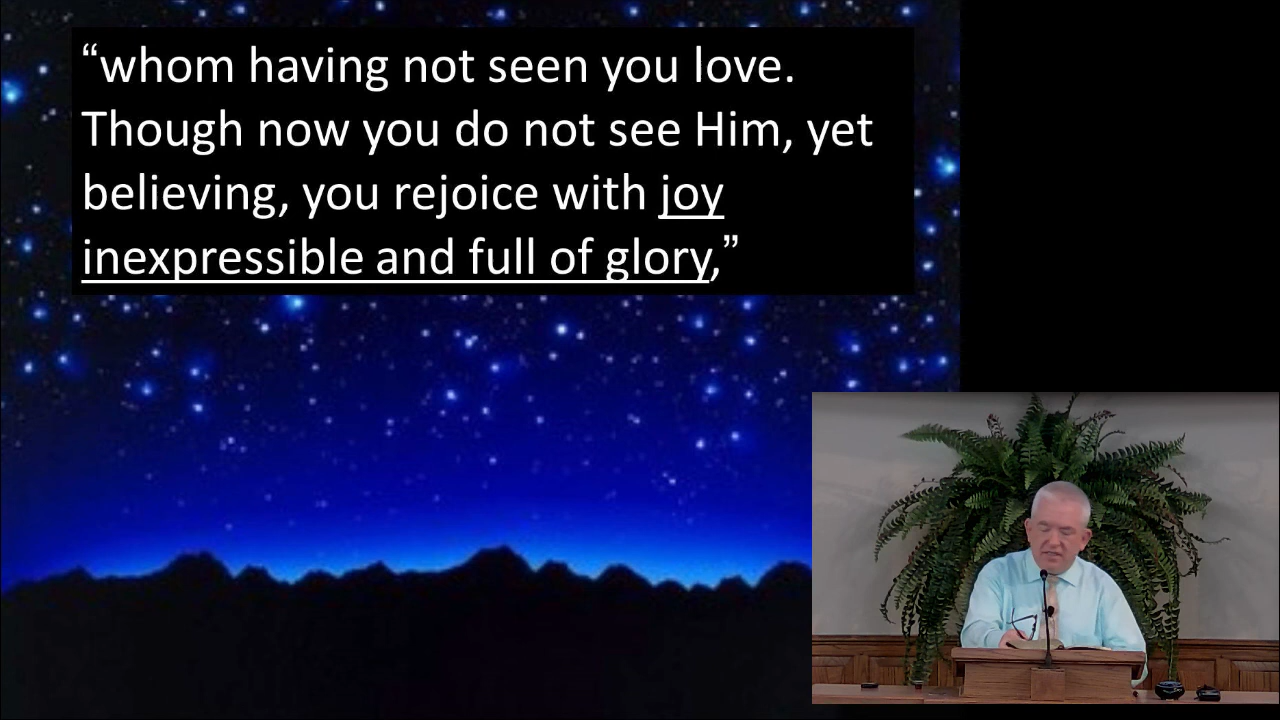 “whom having not seen you love.
Though now you do not see Him, yet
believing, you rejoice with joy
inexpressible and full of glory,”